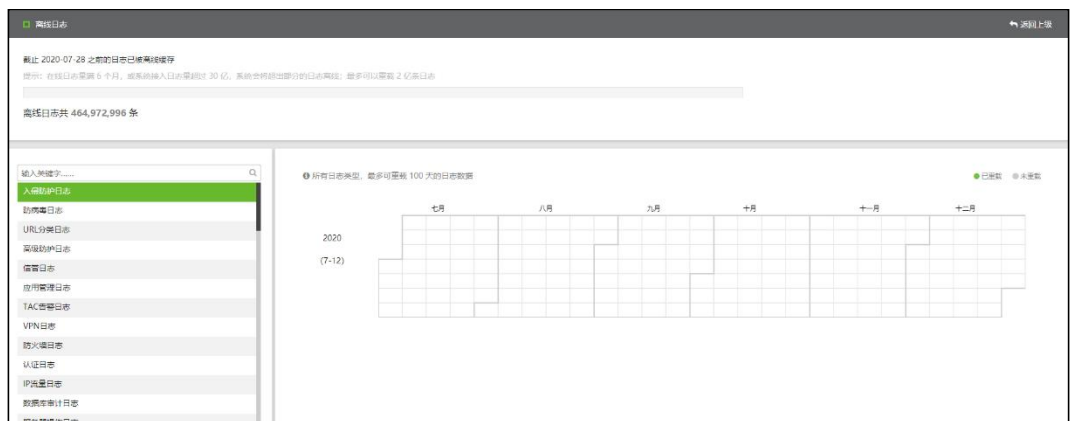 离线日志
返回上级
截止 2020-07-28 之前的日志已被离线缓存
提示：在线日志量满 6 个月，或系统接入日志量超过 30 亿，系统会将超出部分的日志离线；最多可以重载 2 亿条日志
离线日志共 464,972,996 条
输入关键字......
入侵防护日志
防病毒日志
URL分类日志
高级防护日志
信誉日志
应用管理日志
TAC告警日志
VPN日志
防火墙日志
认证日志
IP流量日志
数据库审计日志
所有日志类型，最多可重载 100 天的日志数据
已重载 未重载
七月 八月 九月 十月 十一月 十二月
2020
(7-12)